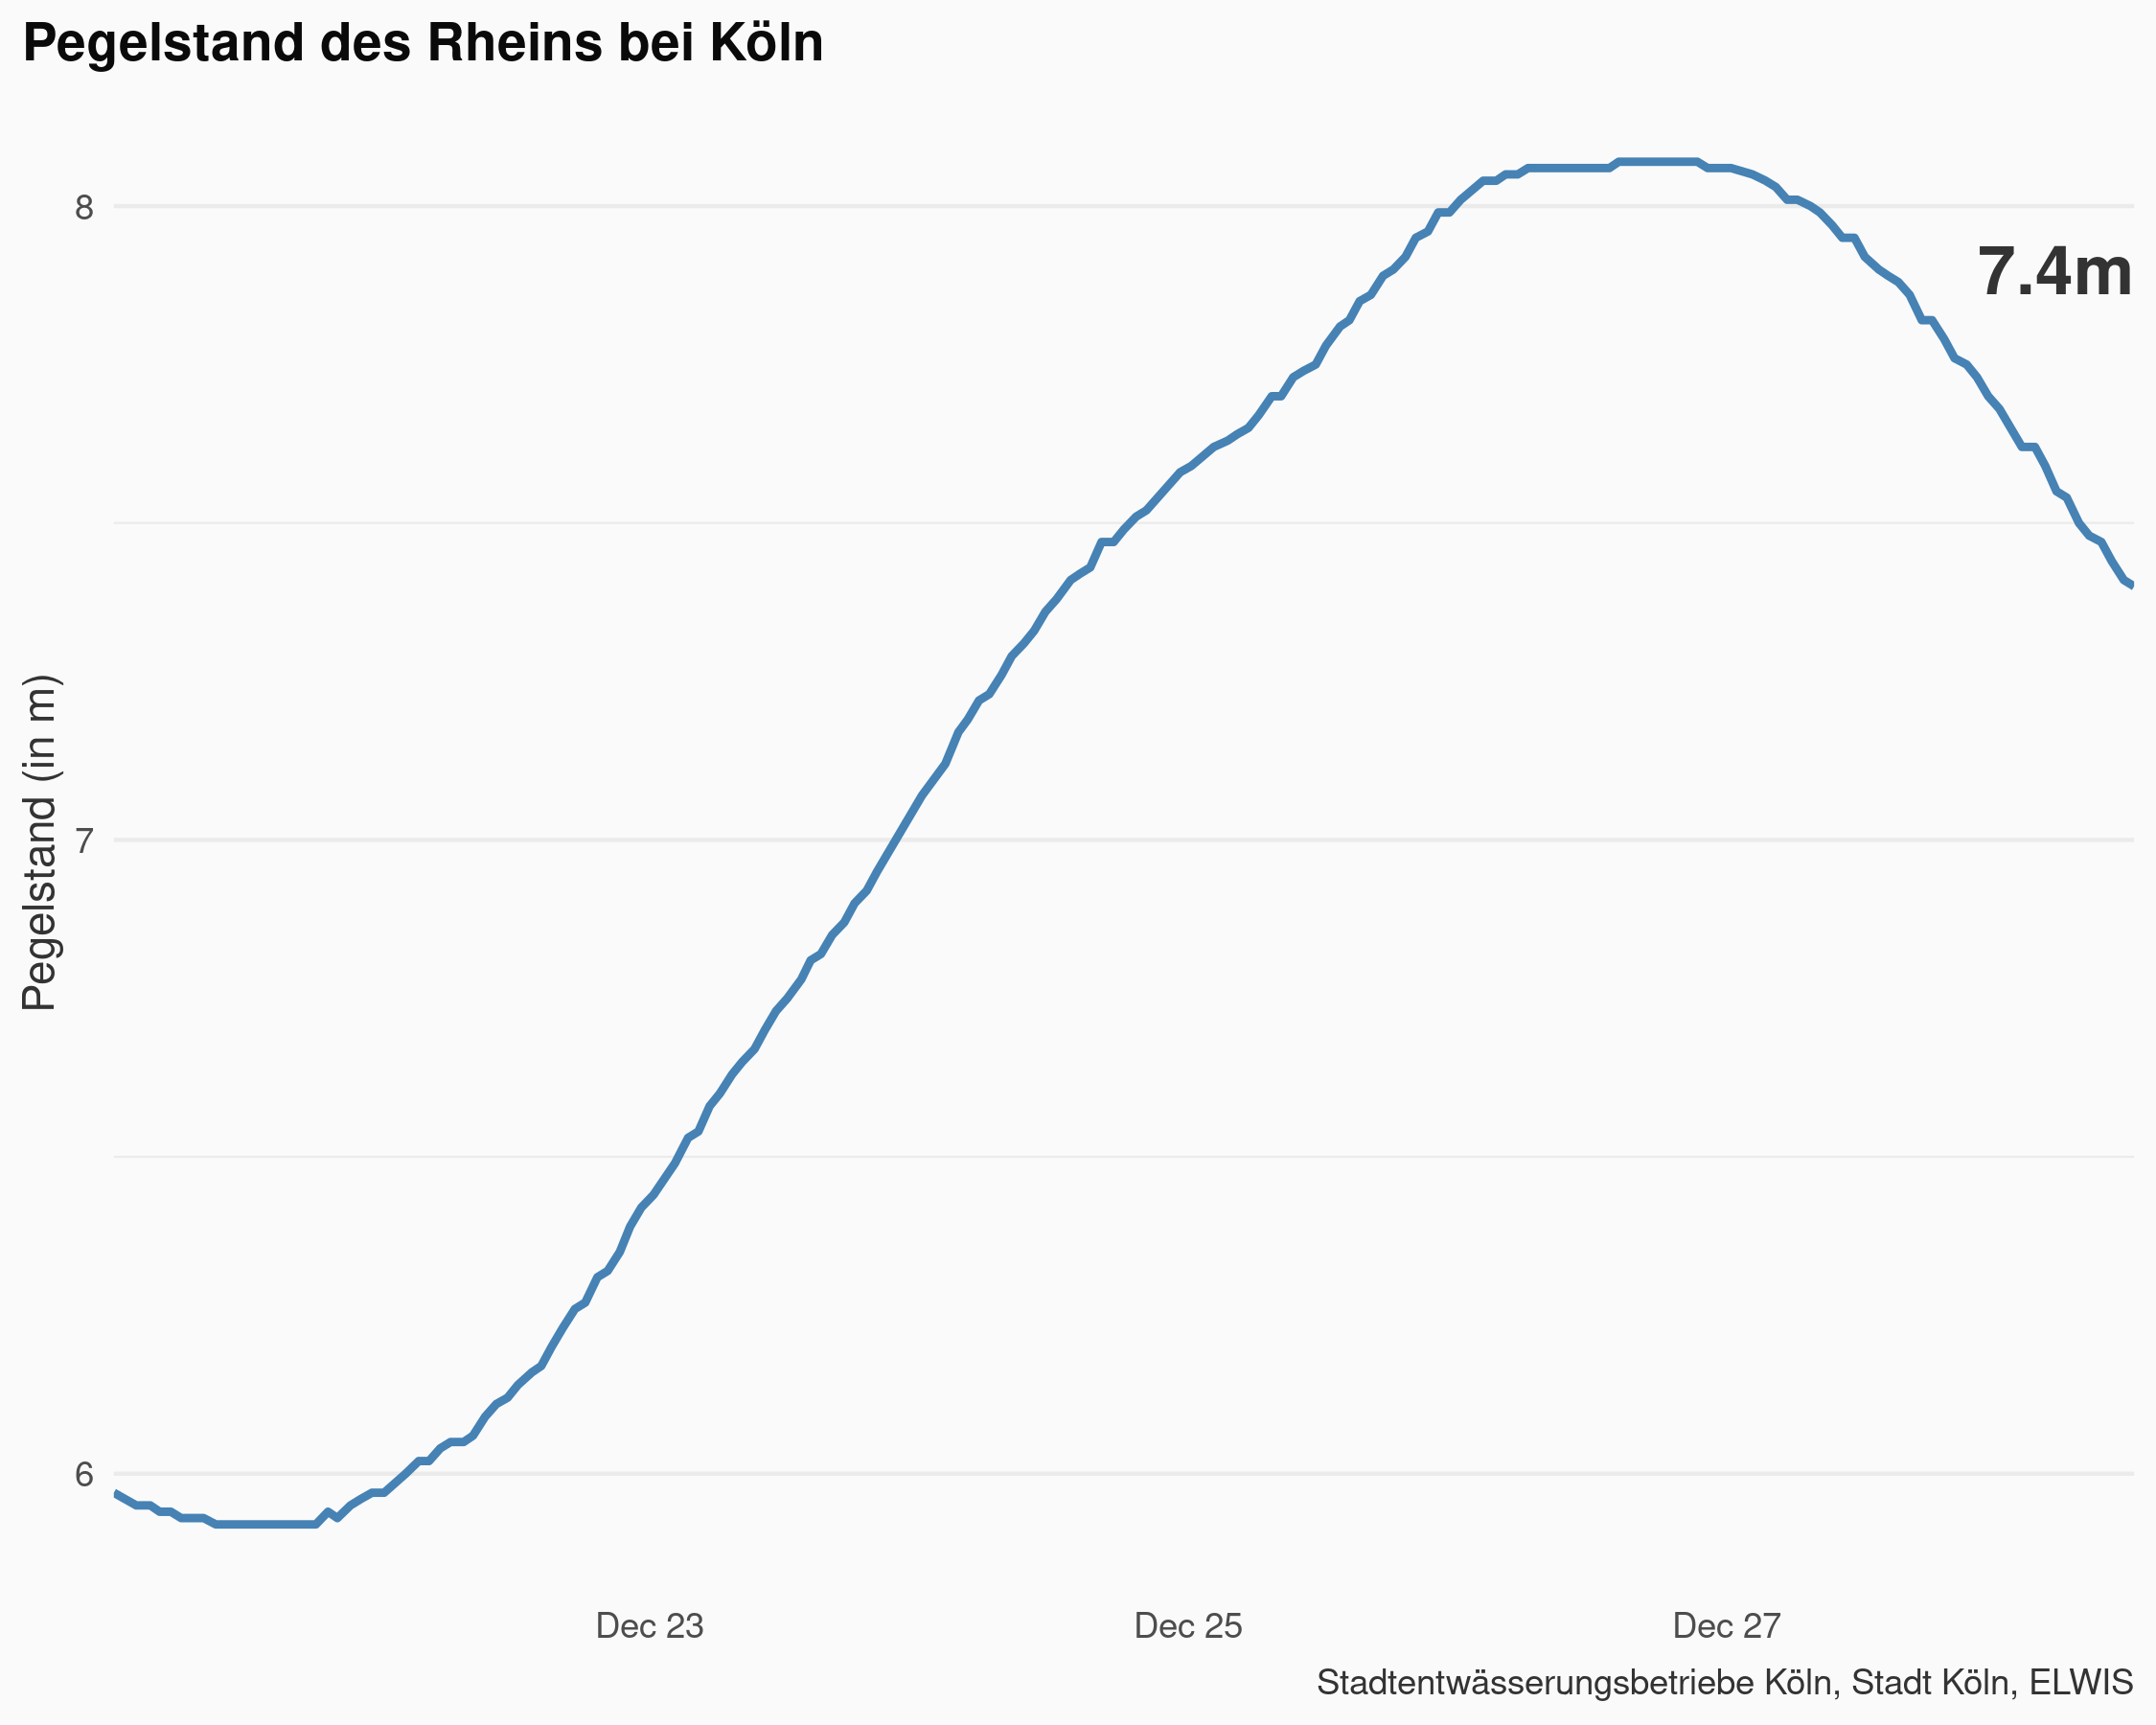 Pegelstand des Rheins bei Köln
Pegelstand (in m)
8
7
6
7.4m
Dec 23
Dec 25
Dec 27
Stadtentwässerungsbetriebe Köln, Stadt Köln, ELWIS